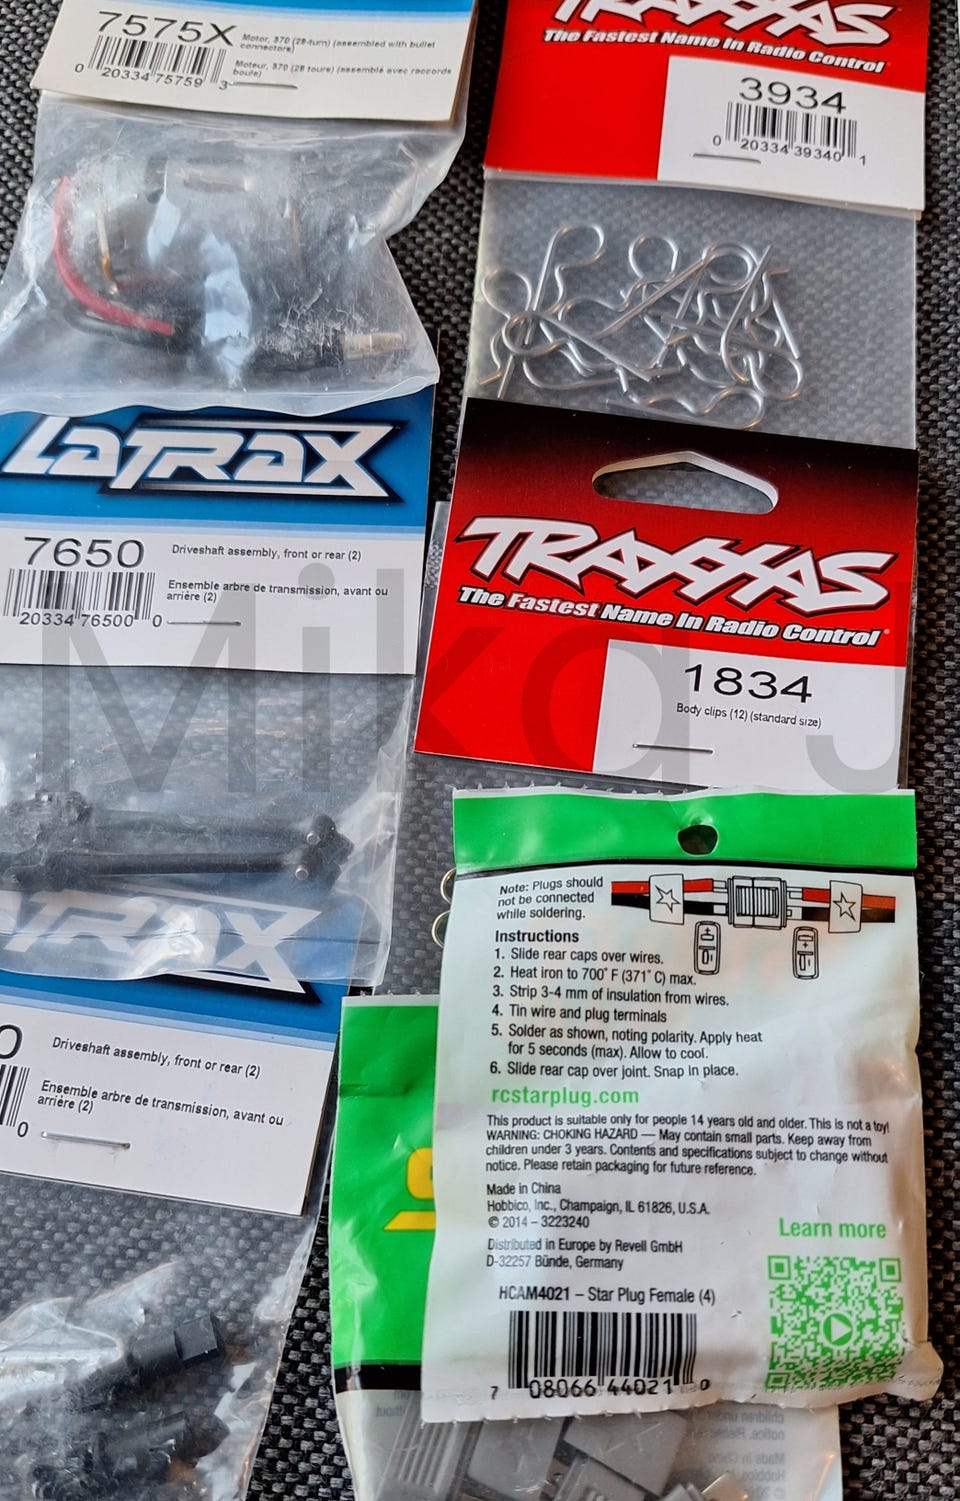 7575X
Motor, 370 (28-turn) (assembled with bullet
connectors)
Moteur, 370 (28 tours) (assemblé avec raccords
boule)
0 20334 75759 3
TRAXXAS
The Fastest Name In Radio Control
3934
0 20334 39340 1
LATRAX
7650
Driveshaft assembly, front or rear (2)
Ensemble arbre de transmission, avant ou
arrière (2)
20334 76500 0
TRAXXAS
The Fastest Name In Radio Control
1834
Body clips (12) (standard size)
Mika J
TRAX
0
Driveshaft assembly, front or rear (2)
Ensemble arbre de transmission, avant ou
arrière (2)
0
Note: Plugs should
not be connected
while soldering.
Instructions
1. Slide rear caps over wires.
2. Heat iron to 700° F (371° C) max.
3. Strip 3-4 mm of insulation from wires.
4. Tin wire and plug terminals
5. Solder as shown, noting polarity. Apply heat
for 5 seconds (max). Allow to cool.
6. Slide rear cap over joint. Snap in place.
rcstarplug.com
This product is suitable only for people 14 years old and older. This is not a toy!
WARNING: CHOKING HAZARD — May contain small parts. Keep away from
children under 3 years. Contents and specifications subject to change without
notice. Please retain packaging for future reference.
Made in China
Hobbico, Inc., Champaign, IL 61826, U.S.A.
© 2014 – 3223240
Distributed in Europe by Revell GmbH
D-32257 Bünde, Germany
Learn more
HCAM4021 – Star Plug Female (4)
7 08066 44021 0